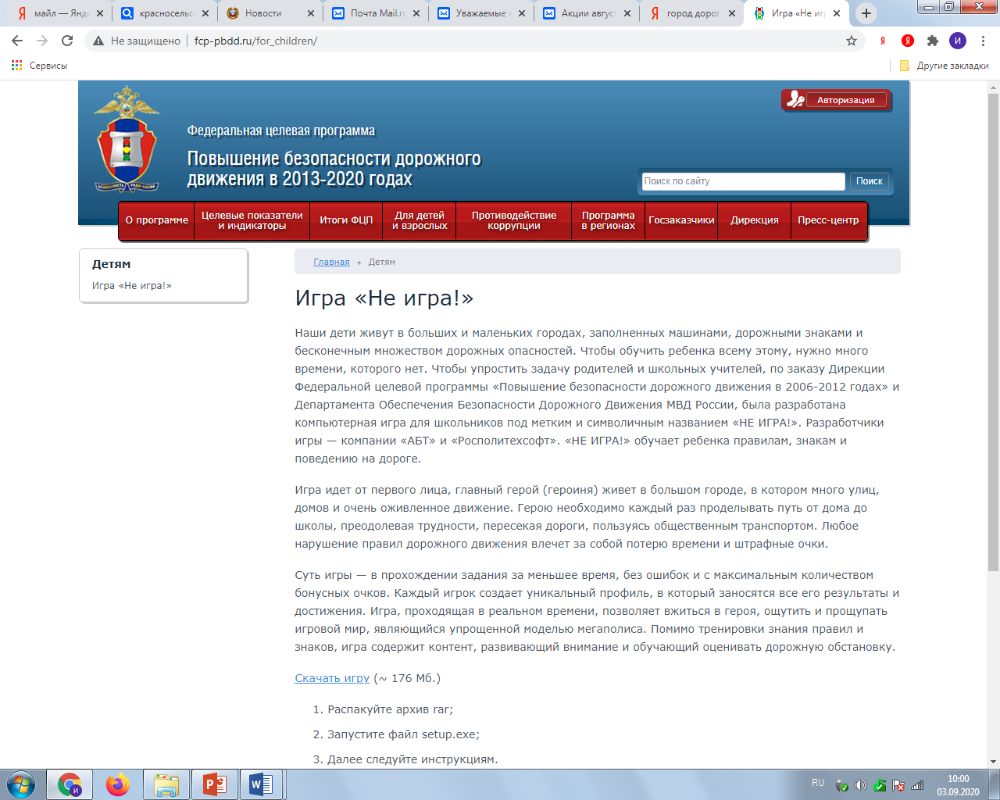 майл — Янде
красносельс
Новости
Почта Mail.ru
Уважаемые к
Акции август
город дорог
Игра «Не игр
Не защищено
fcp-pbdd.ru/for_children/
Сервисы
Другие закладки
Авторизация
Федеральная целевая программа
Повышение безопасности дорожного
движения в 2013-2020 годах
Поиск по сайту
Поиск
О программе
Целевые показатели
и индикаторы
Итоги ФЦП
Для детей
и взрослых
Противодействие
коррупции
Программа
в регионах
Госзаказчики
Дирекция
Пресс-центр
Детям
Игра «Не игра!»
Главная → Детям
Игра «Не игра!»
Наши дети живут в больших и маленьких городах, заполненных машинами, дорожными знаками и
бесконечным множеством дорожных опасностей. Чтобы обучить ребенка всему этому, нужно много
времени, которого нет. Чтобы упростить задачу родителей и школьных учителей, по заказу Дирекции
Федеральной целевой программы «Повышение безопасности дорожного движения в 2006-2012 годах» и
Департамента Обеспечения Безопасности Дорожного Движения МВД России, была разработана
компьютерная игра для школьников под метким и символичным названием «НЕ ИГРА!». Разработчики
игры — компании «АБТ» и «Росполитехсофт». «НЕ ИГРА!» обучает ребенка правилам, знакам и
поведению на дороге.
Игра идет от первого лица, главный герой (героиня) живет в большом городе, в котором много улиц,
домов и очень оживленное движение. Герою необходимо каждый раз проделывать путь от дома до
школы, преодолевая трудности, пересекая дороги, пользуясь общественным транспортом. Любое
нарушение правил дорожного движения влечет за собой потерю времени и штрафные очки.
Суть игры — в прохождении задания за меньшее время, без ошибок и с максимальным количеством
бонусных очков. Каждый игрок создает уникальный профиль, в который заносятся все его результаты и
достижения. Игра, проходящая в реальном времени, позволяет вжиться в героя, ощутить и прощупать
игровой мир, являющийся упрощенной моделью мегаполиса. Помимо тренировки знания правил и
знаков, игра содержит контент, развивающий внимание и обучающий оценивать дорожную обстановку.
Скачать игру (~ 176 Мб.)
1. Распакуйте архив rar;
2. Запустите файл setup.exe;
3. Далее следуйте инструкциям.
RU
10:00
03.09.2020